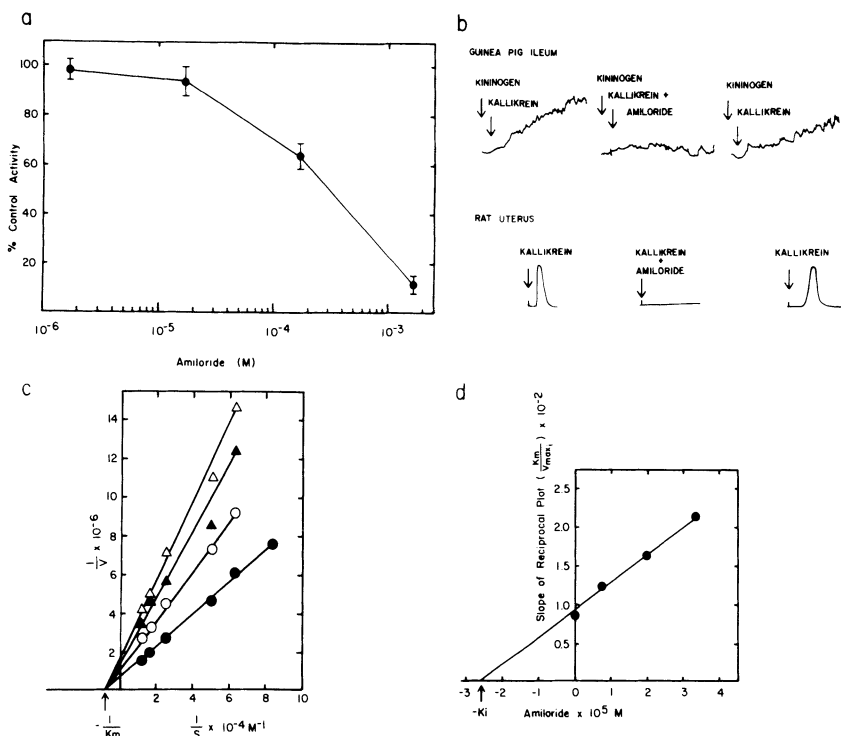 a
% Control Activity
100
80
60
40
20
10⁻⁶
10⁻⁵
10⁻⁴
10⁻³
Amiloride (M)
b
GUINEA PIG ILEUM
KININOGEN
KALLIKREIN
KININOGEN
KALLIKREIN +
AMILORIDE
KININOGEN
KALLIKREIN
RAT UTERUS
KALLIKREIN
KALLIKREIN
+
AMILORIDE
KALLIKREIN
c
1/V × 10⁻⁶
14
12
10
8
6
4
2
2
4
6
8
10
-1/Km
1/S × 10⁻⁴ M⁻¹
d
Slope of Reciprocal Plot (Km/Vmaxᵢ) × 10⁻²
2.5
2.0
1.5
1.0
0.5
-3
-2
-1
0
1
2
3
4
-Ki
Amiloride × 10⁵ M